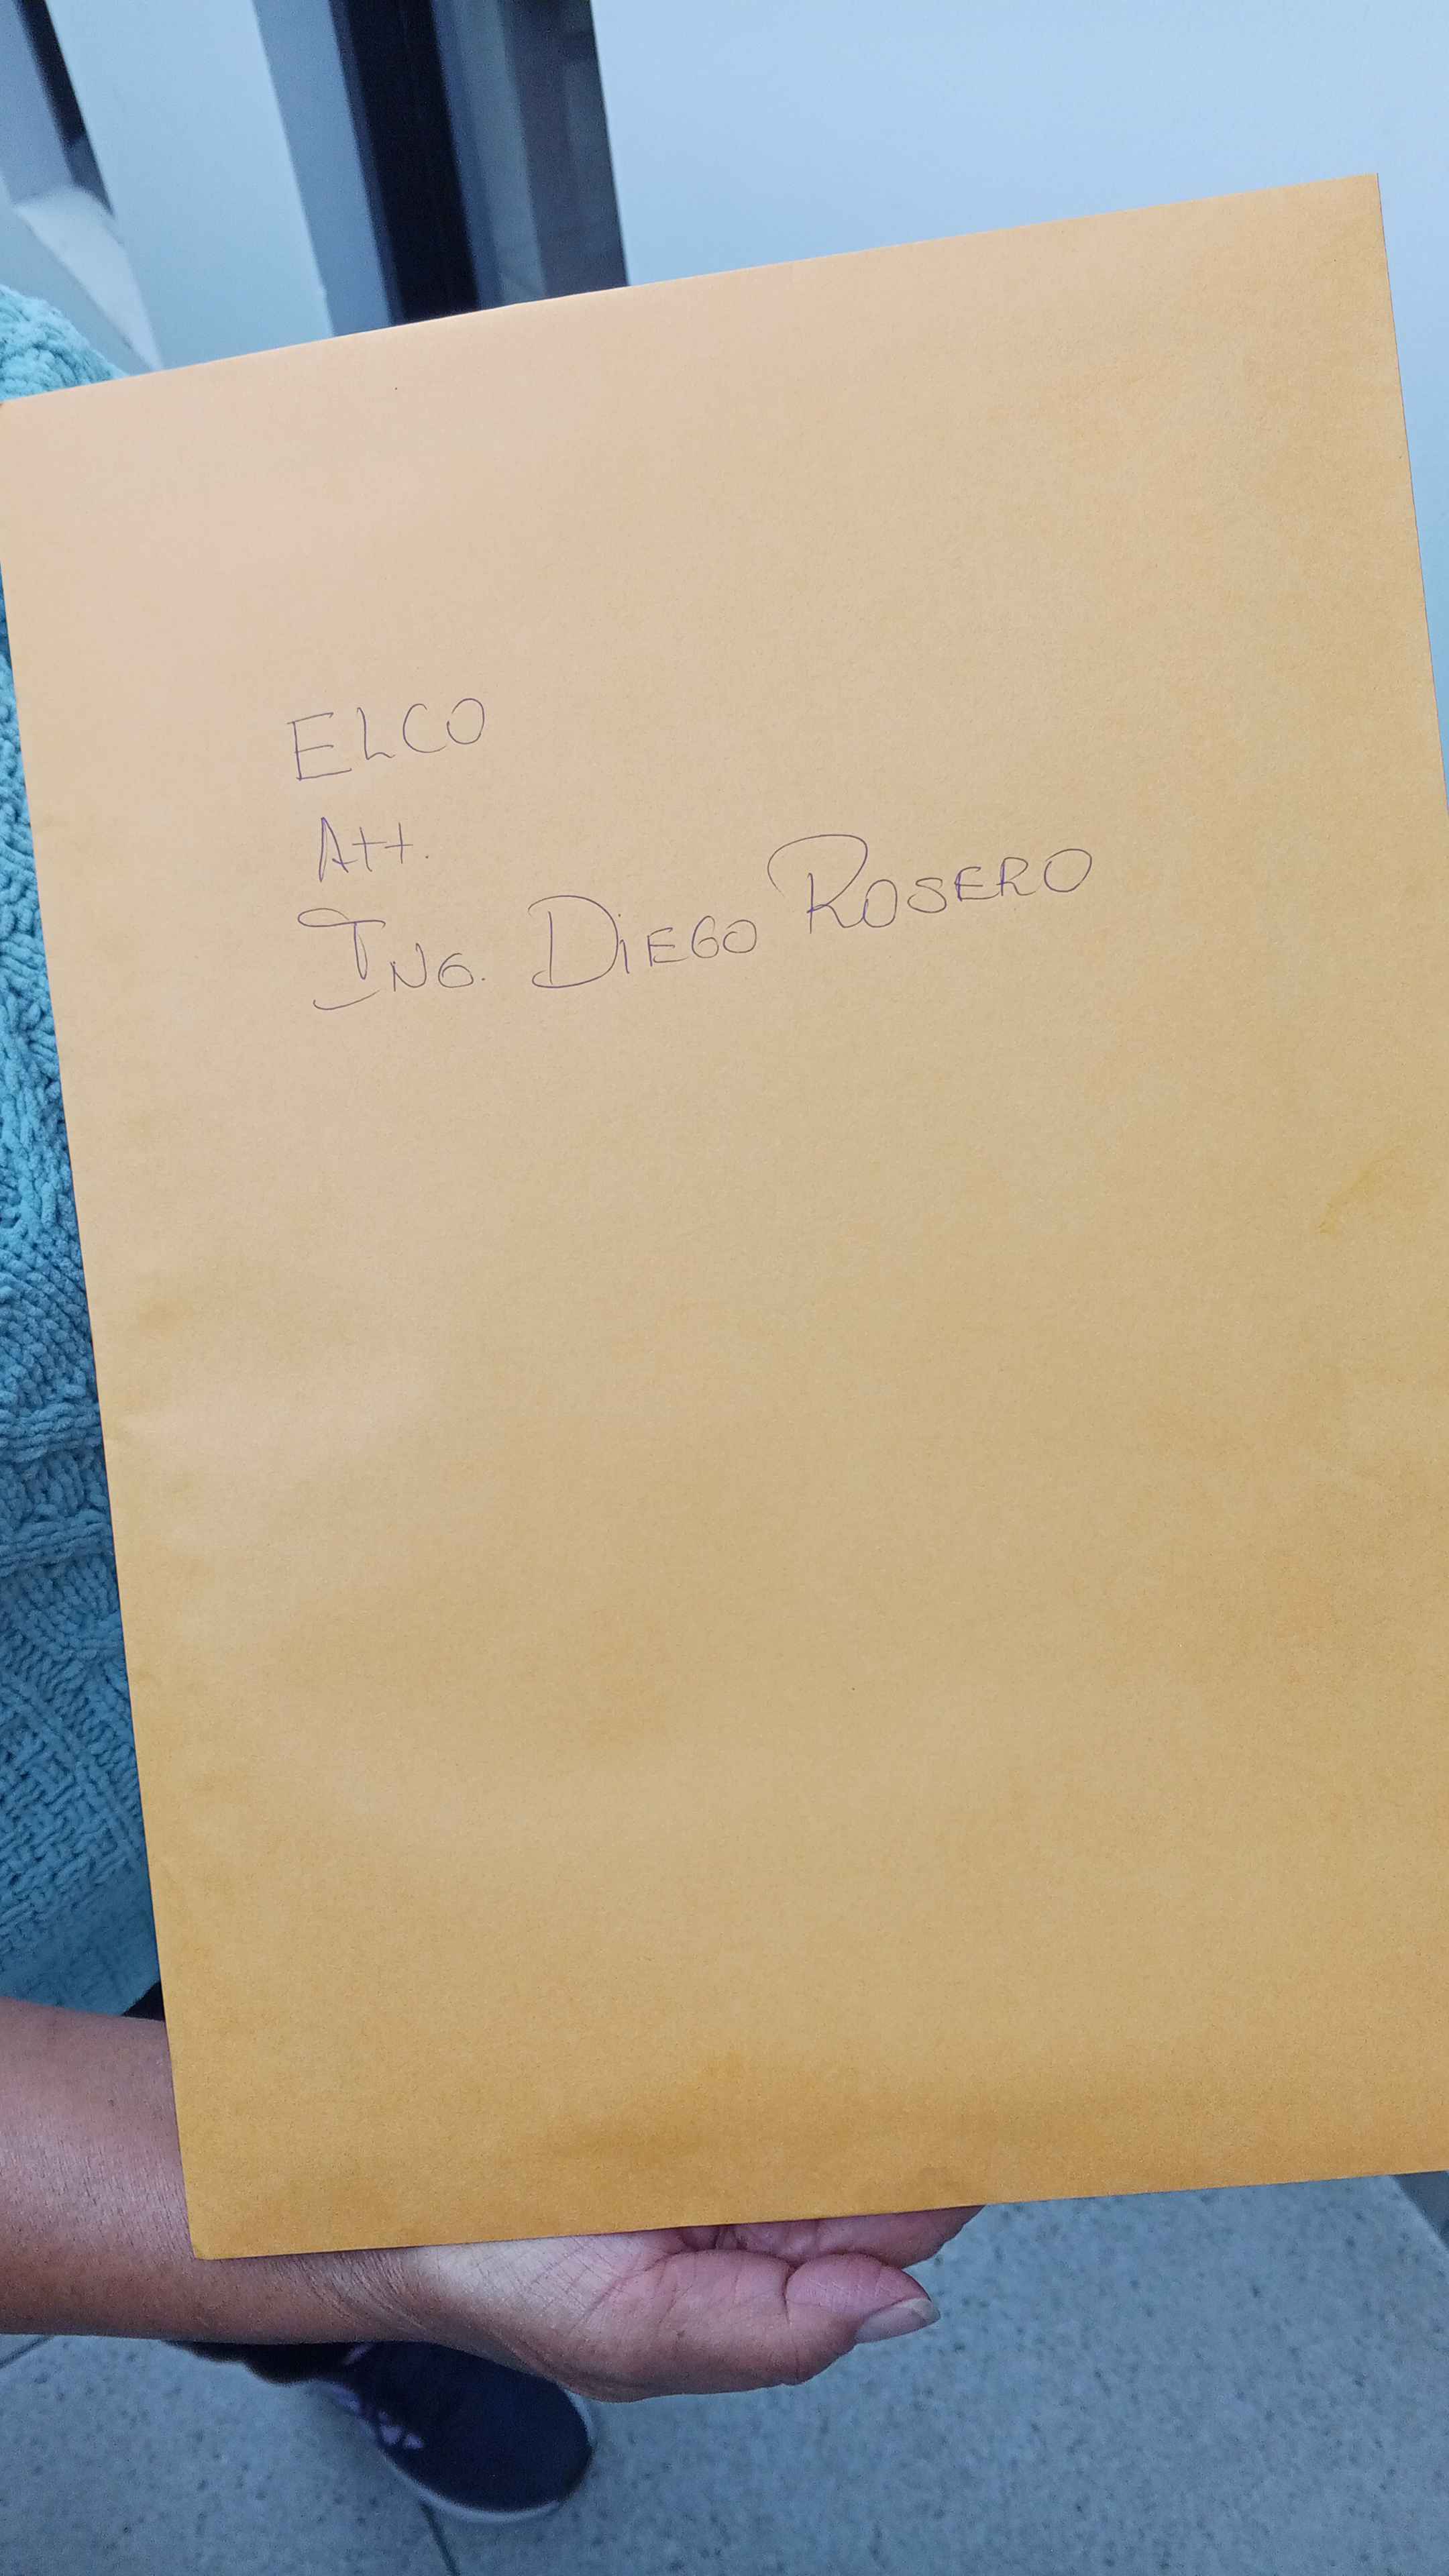 ELCO
Att.
ING. DIEGO ROSERO